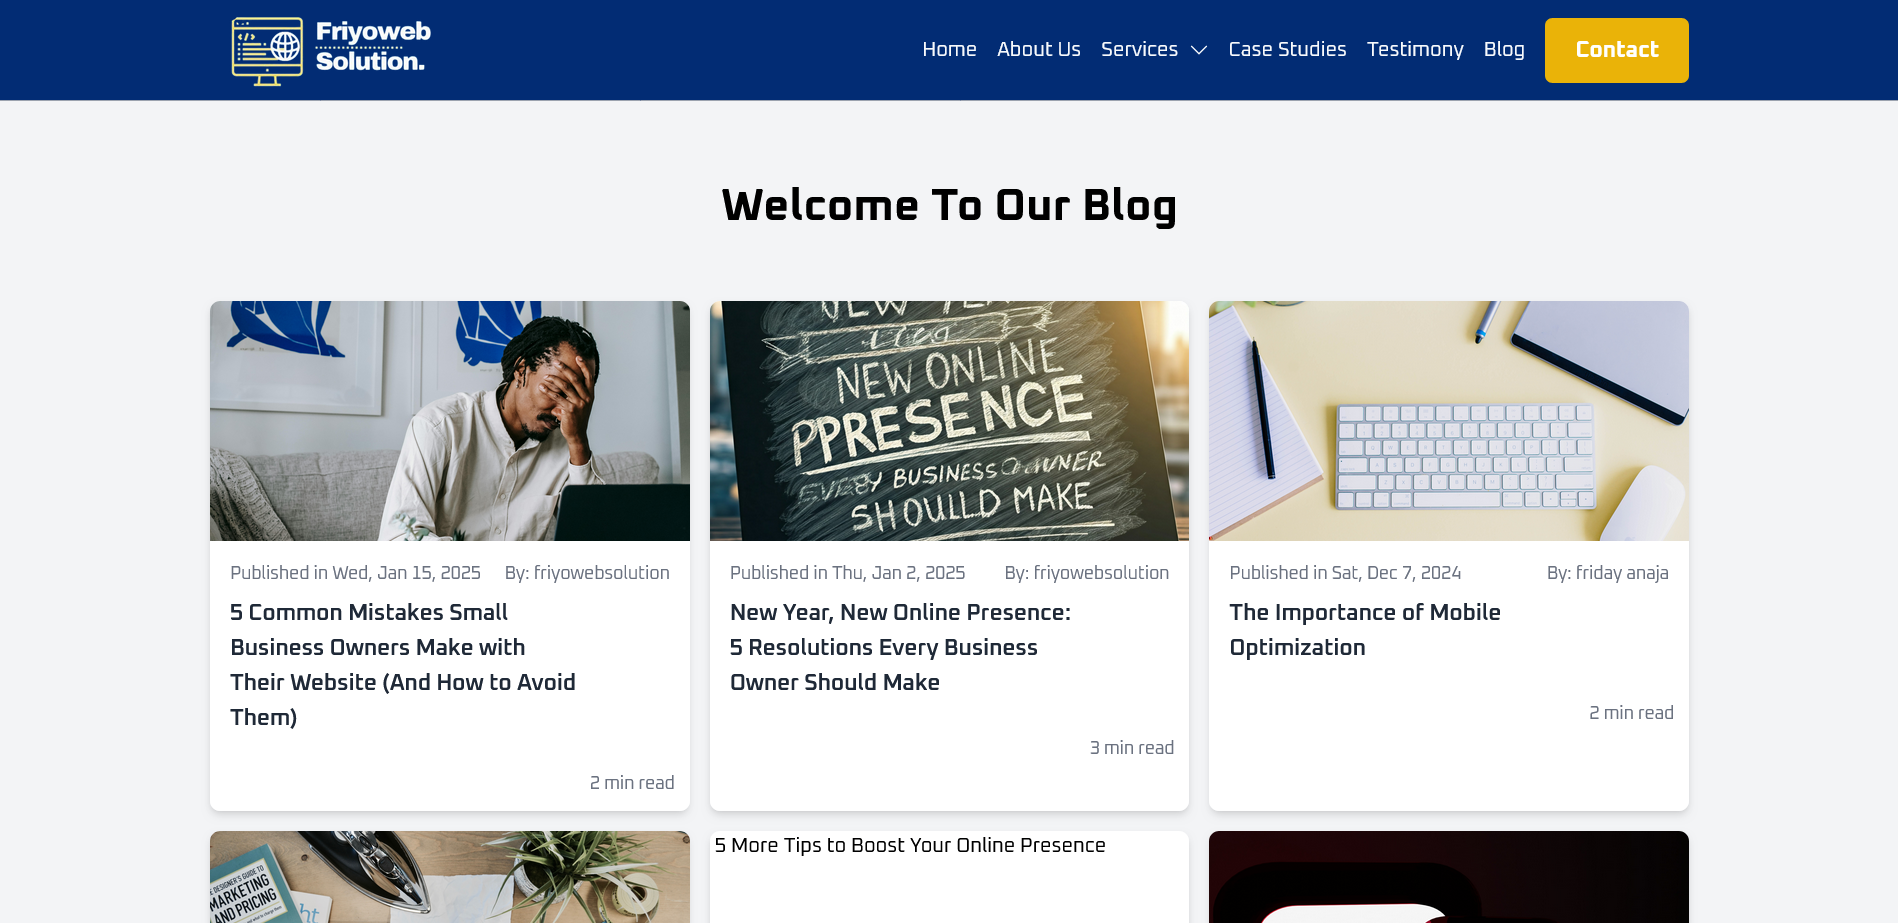 Friyoweb
Solution.
Home About Us Services Case Studies Testimony Blog Contact
Welcome To Our Blog
NEW YEAR
NEW ONLINE
PPRESENCE
EVERY BUSINESS OWNER
SHOULLD MAKE
Published in Wed, Jan 15, 2025 By: friyowebsolution
5 Common Mistakes Small
Business Owners Make with
Their Website (And How to Avoid
Them)
2 min read
Published in Thu, Jan 2, 2025 By: friyowebsolution
New Year, New Online Presence:
5 Resolutions Every Business
Owner Should Make
3 min read
Published in Sat, Dec 7, 2024 By: friday anaja
The Importance of Mobile
Optimization
2 min read
DESIGNER'S GUIDE TO
MARKETING
AND PRICING
5 More Tips to Boost Your Online Presence